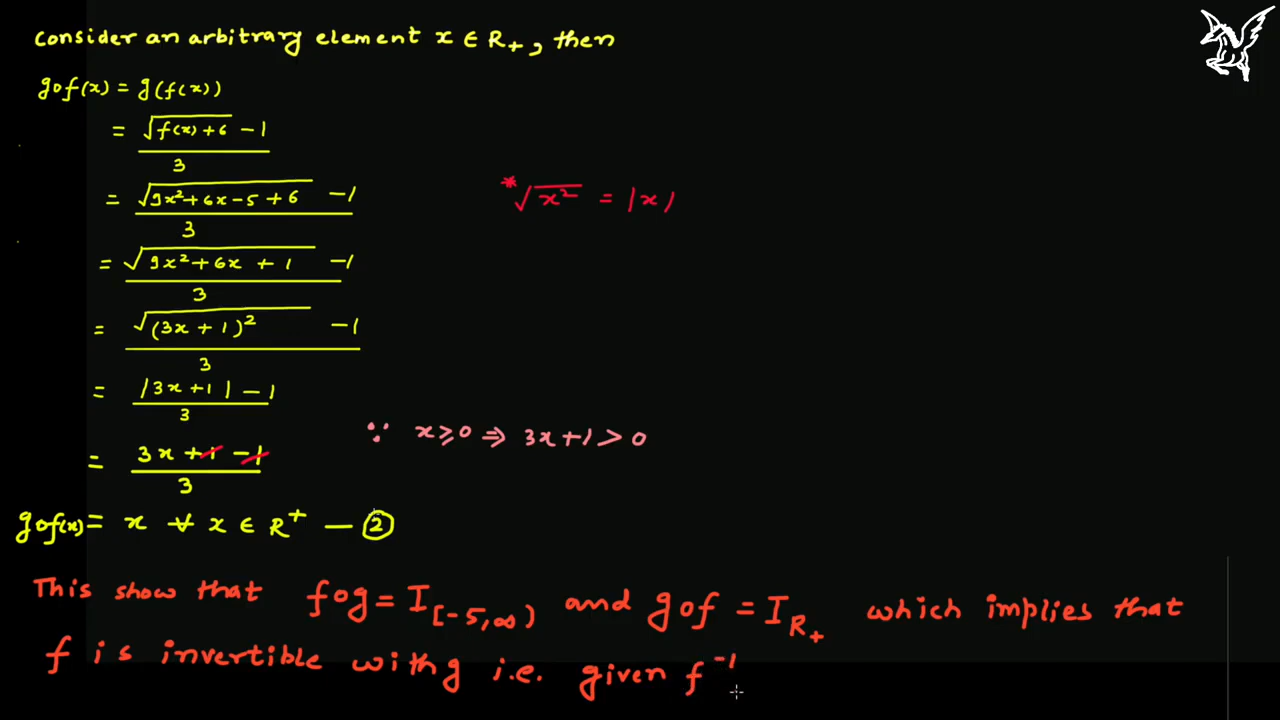 Consider an arbitrary element x ∈ R₊, then
gof(x) = g(f(x))
= (√(f(x) + 6) - 1) / 3
= (√(9x² + 6x - 5 + 6) - 1) / 3
*√(x²) = |x|
= (√(9x² + 6x + 1) - 1) / 3
= (√((3x + 1)²) - 1) / 3
= (|3x + 1| - 1) / 3
= (3x + 1 - 1) / 3 ∵ x ≥ 0 ⇒ 3x + 1 > 0
gof(x) = x ∀ x ∈ R⁺ — ②
This show that fog = I_[-5,∞) and gof = I_R₊ which implies that
f is invertible with g i.e. given f⁻¹